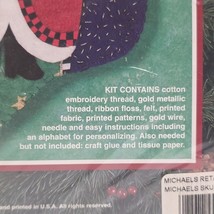 KIT CONTAINS cotton
embroidery thread, gold metallic
thread, ribbon floss, felt, printed
fabric, printed patterns, gold wire,
needle and easy instructions including
an alphabet for personalizing. Also needed
but not included: craft glue and tissue paper.
MICHAELS RET
MICHAELS SKU
and printed in U.S.A. All rights reserved.